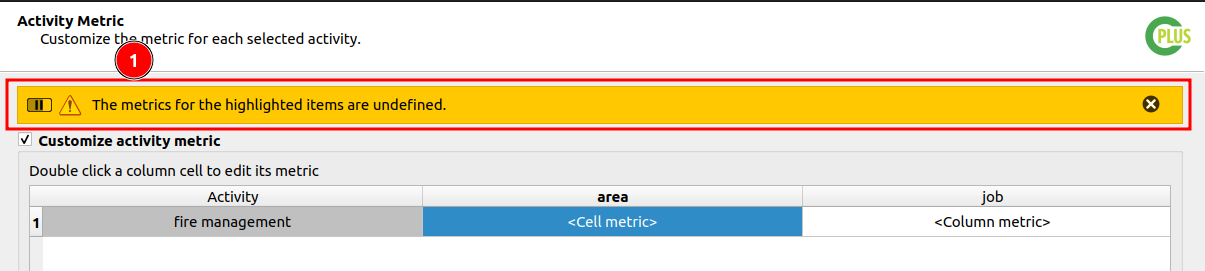 Activity Metric
Customize the metric for each selected activity.
PLUS
1
The metrics for the highlighted items are undefined.
Customize activity metric
Double click a column cell to edit its metric
Activity area job
1 fire management <Cell metric> <Column metric>